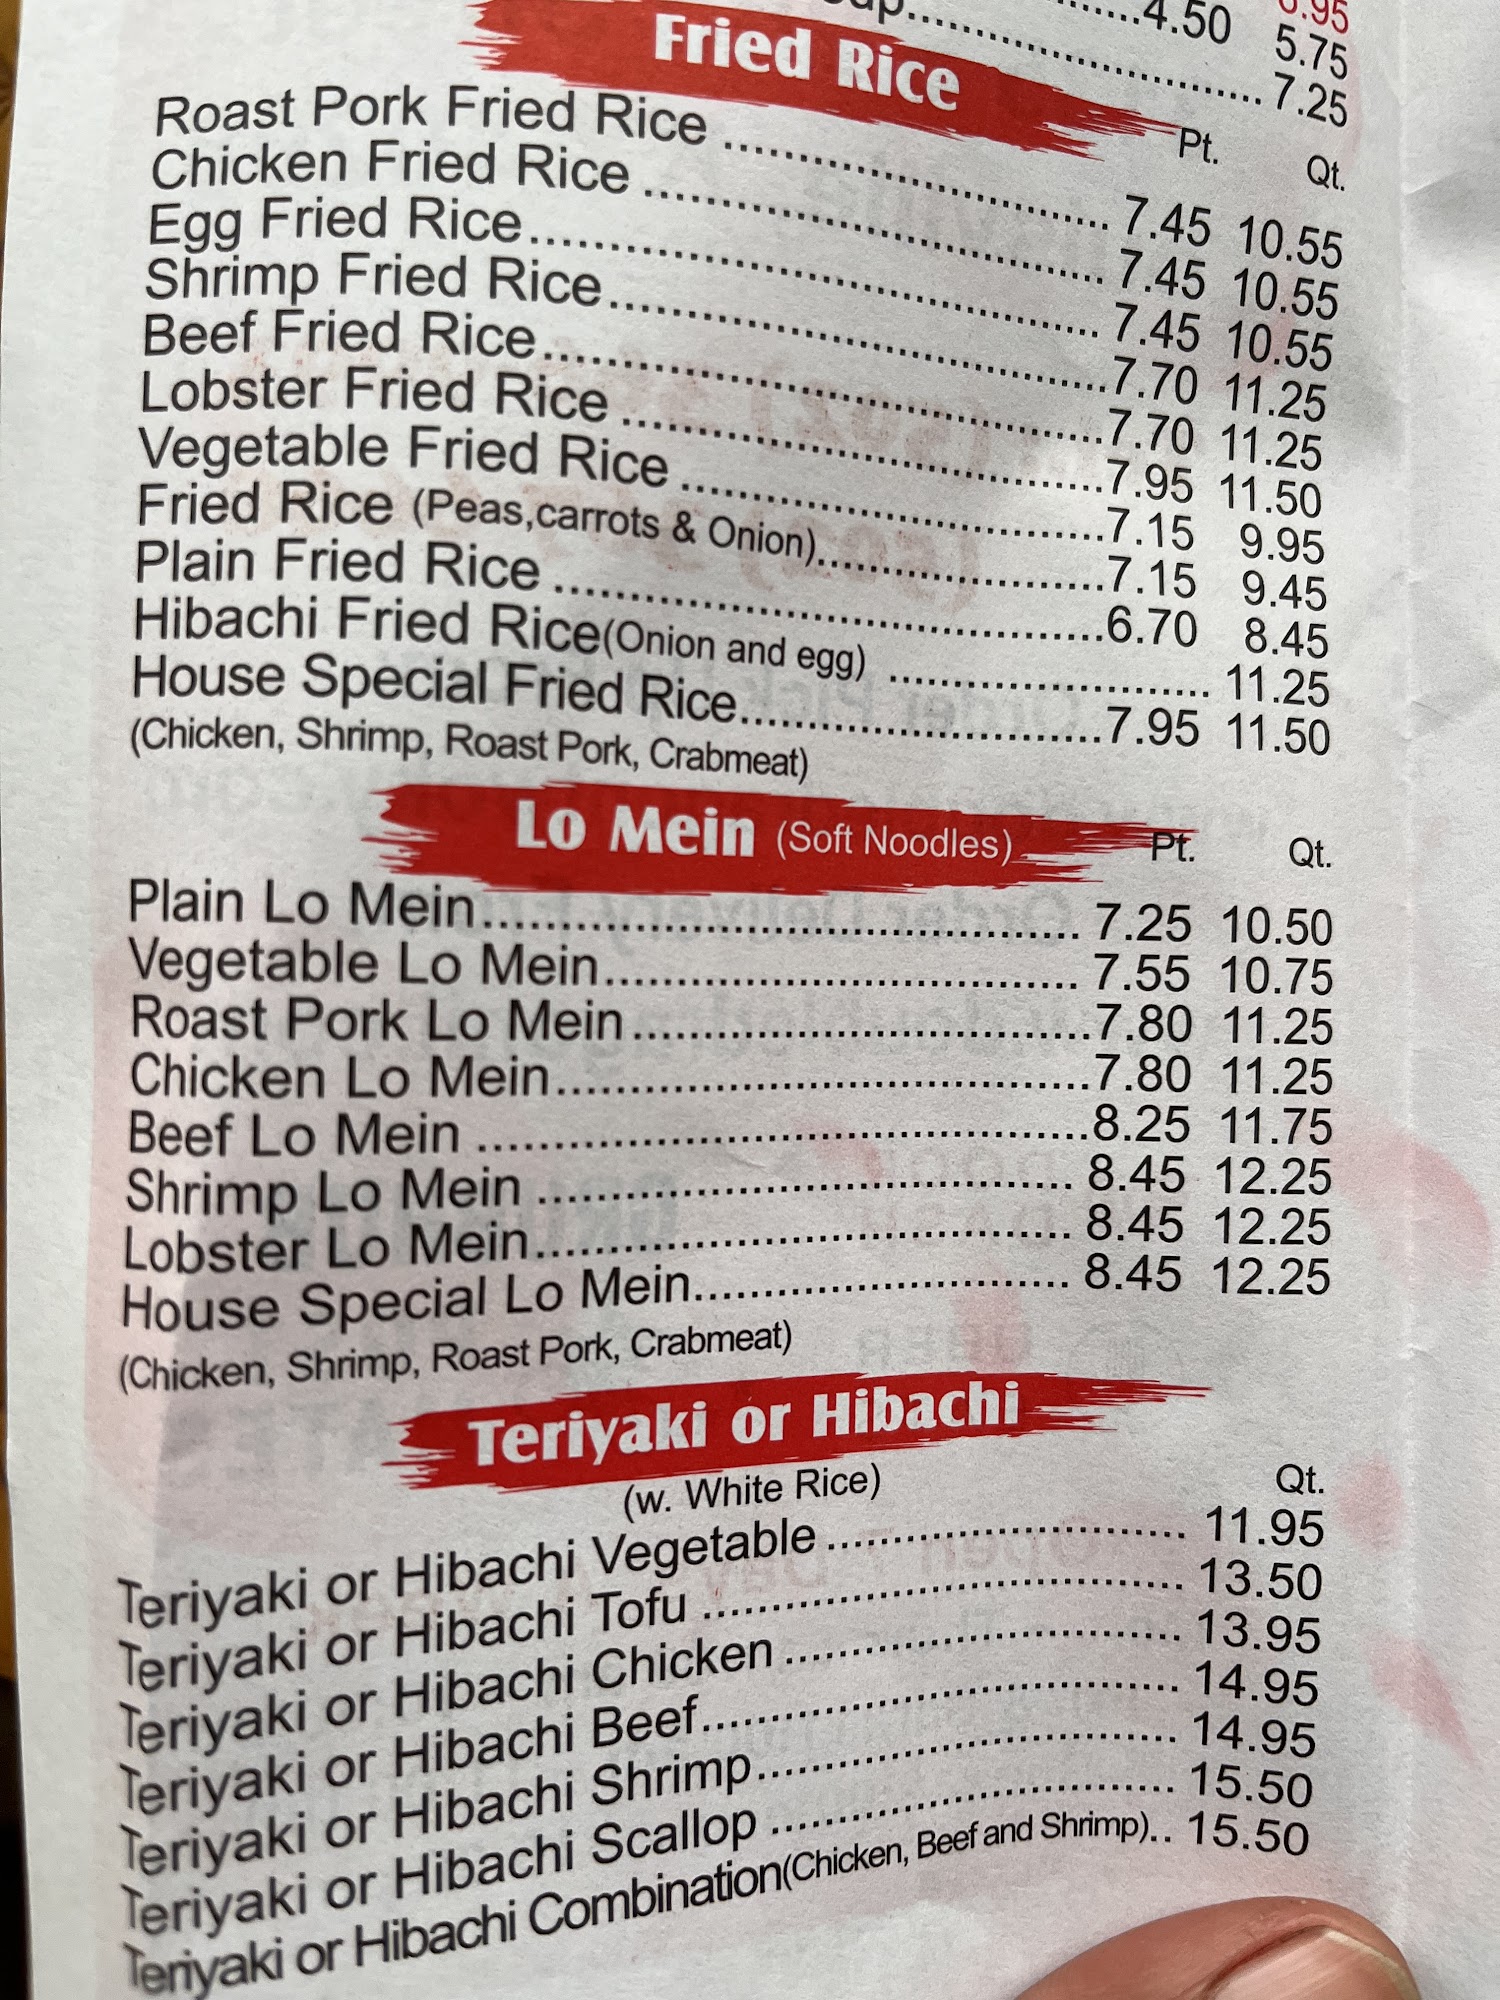 4.50 5.75
7.25
Fried Rice
Pt. Qt.
Roast Pork Fried Rice 7.45 10.55
Chicken Fried Rice 7.45 10.55
Egg Fried Rice 7.45 10.55
Shrimp Fried Rice 7.70 11.25
Beef Fried Rice 7.70 11.25
Lobster Fried Rice 7.95 11.50
Vegetable Fried Rice 7.15 9.95
Fried Rice (Peas,carrots & Onion) 7.15 9.45
Plain Fried Rice 6.70 8.45
Hibachi Fried Rice(Onion and egg) 11.25
House Special Fried Rice 7.95 11.50
(Chicken, Shrimp, Roast Pork, Crabmeat)
Lo Mein (Soft Noodles) Pt. Qt.
Plain Lo Mein 7.25 10.50
Vegetable Lo Mein 7.55 10.75
Roast Pork Lo Mein 7.80 11.25
Chicken Lo Mein 7.80 11.25
Beef Lo Mein 8.25 11.75
Shrimp Lo Mein 8.45 12.25
Lobster Lo Mein 8.45 12.25
House Special Lo Mein 8.45 12.25
(Chicken, Shrimp, Roast Pork, Crabmeat)
Teriyaki or Hibachi
(w. White Rice) Qt.
Teriyaki or Hibachi Vegetable 11.95
Teriyaki or Hibachi Tofu 13.50
Teriyaki or Hibachi Chicken 13.95
Teriyaki or Hibachi Beef 14.95
Teriyaki or Hibachi Shrimp 14.95
Teriyaki or Hibachi Scallop 15.50
Teriyaki or Hibachi Combination(Chicken, Beef and Shrimp) 15.50